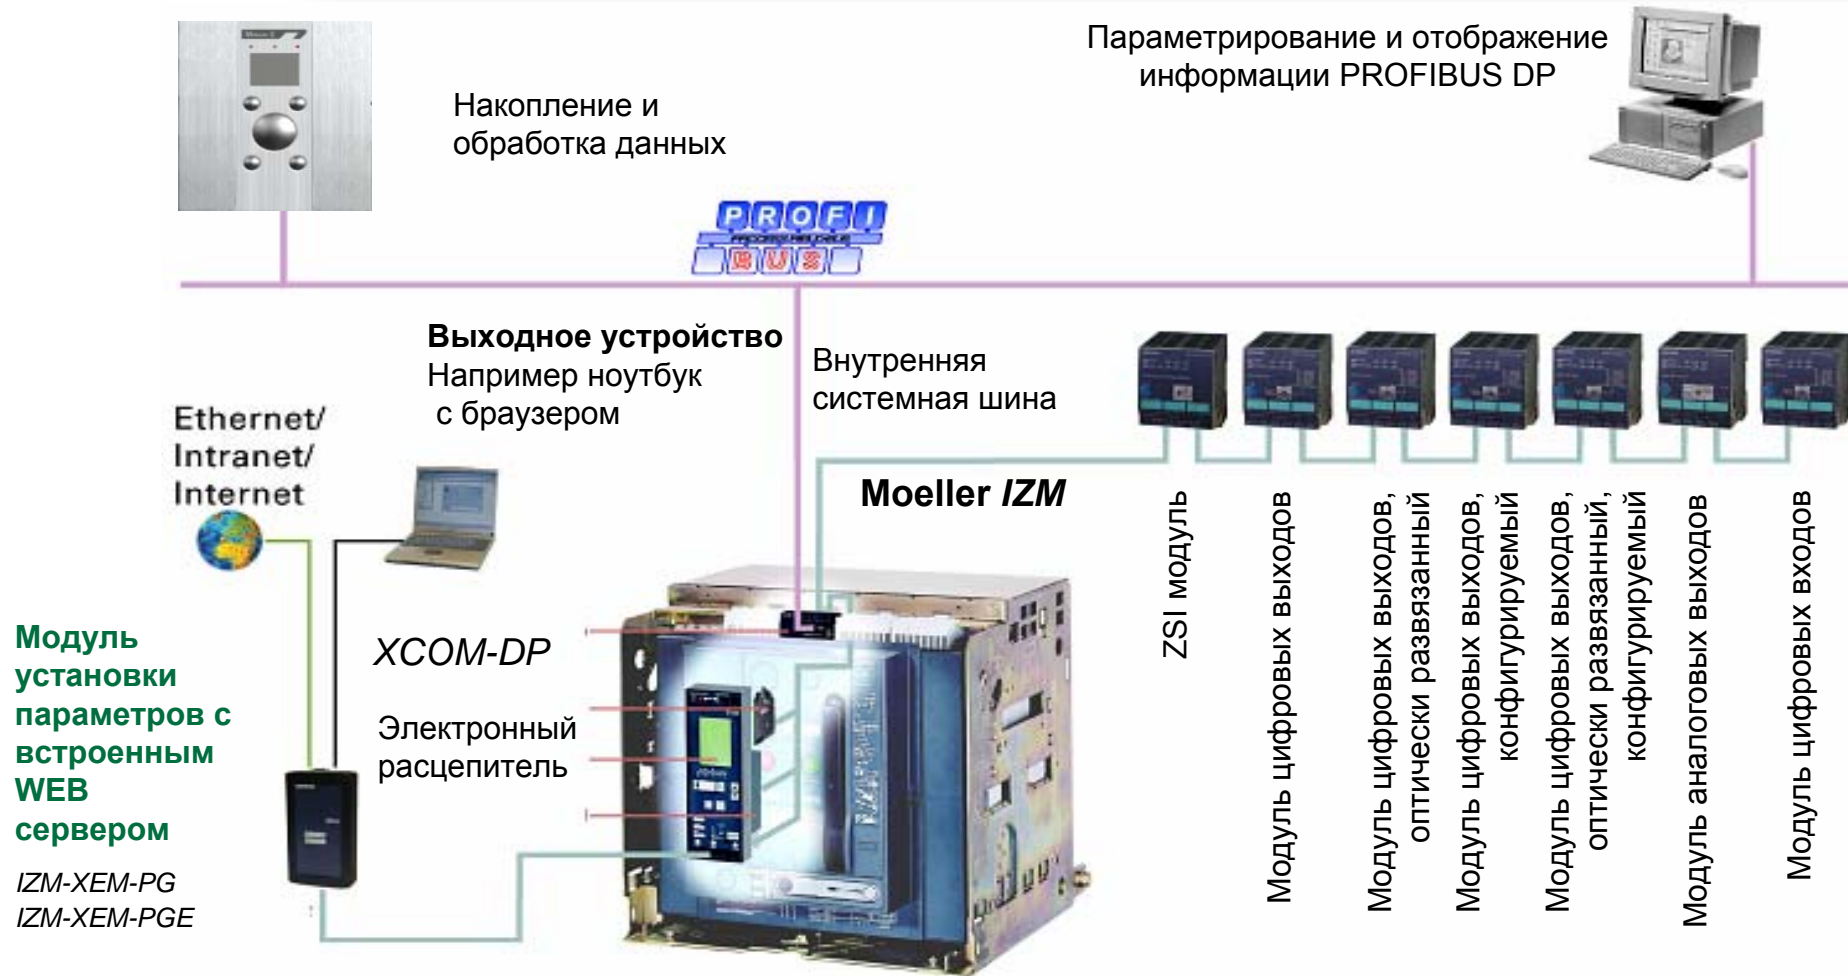 Накопление и
обработка данных
Параметрирование и отображение
информации PROFIBUS DP
PROFI
PROCESS FIELD BUS
BUS
Выходное устройство
Например ноутбук
с браузером
Внутренняя
системная шина
Ethernet/
Intranet/
Internet
Moeller IZM
XCOM-DP
Электронный
расцепитель
Модуль
установки
параметров с
встроенным
WEB
сервером
IZM-XEM-PG
IZM-XEM-PGE
ZSI модуль
Модуль цифровых выходов
Модуль цифровых выходов,
оптически развязанный
Модуль цифровых выходов,
конфигурируемый
Модуль цифровых выходов,
оптически развязанный,
конфигурируемый
Модуль аналоговых выходов
Модуль цифровых входов